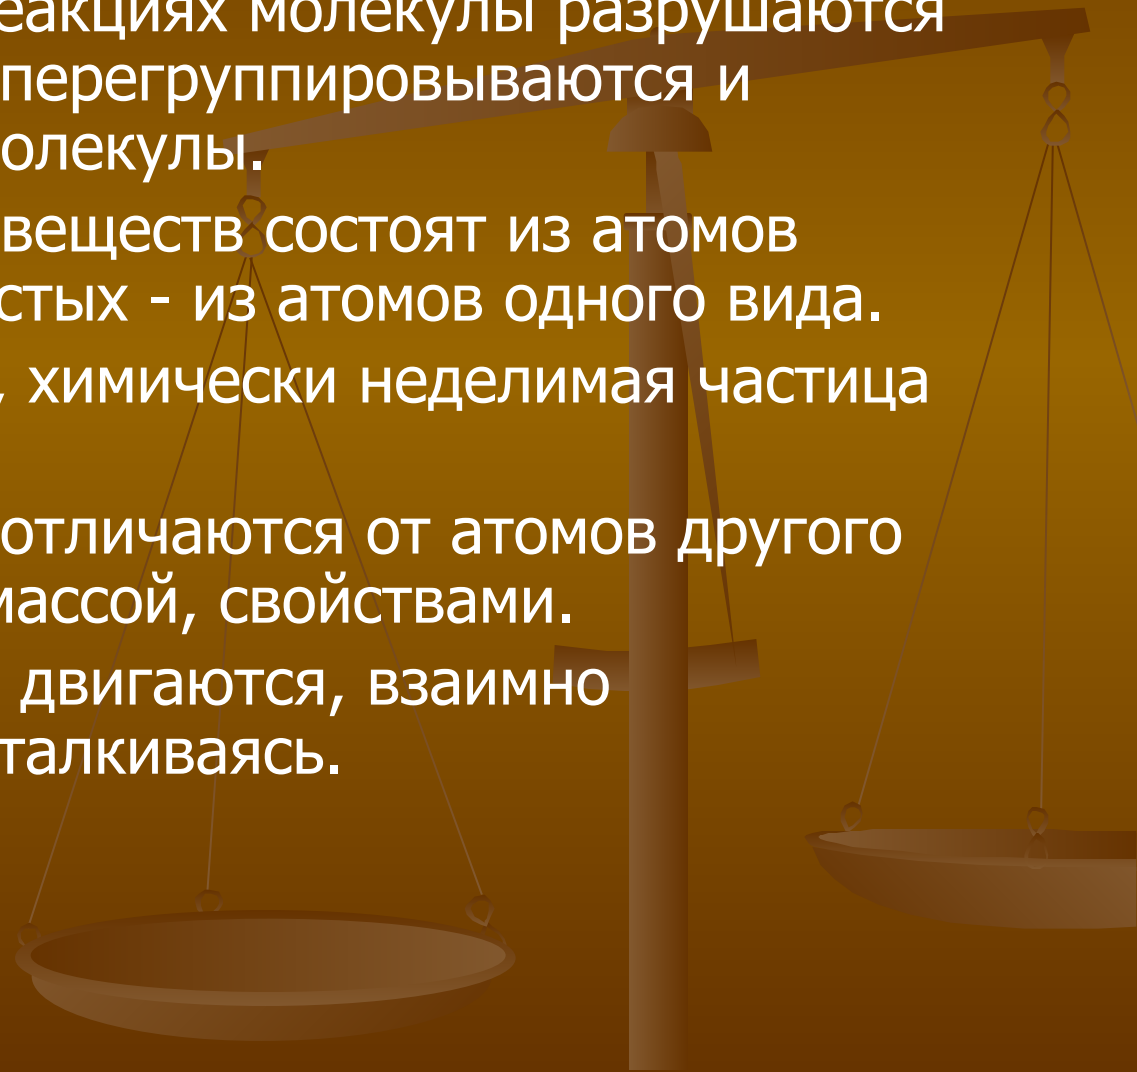 еакциях молекулы разрушаются
перегруппировываются и
олекулы.
веществ состоят из атомов
стых - из атомов одного вида.
, химически неделимая частица
отличаются от атомов другого
массой, свойствами.
двигаются, взаимно
талкиваясь.